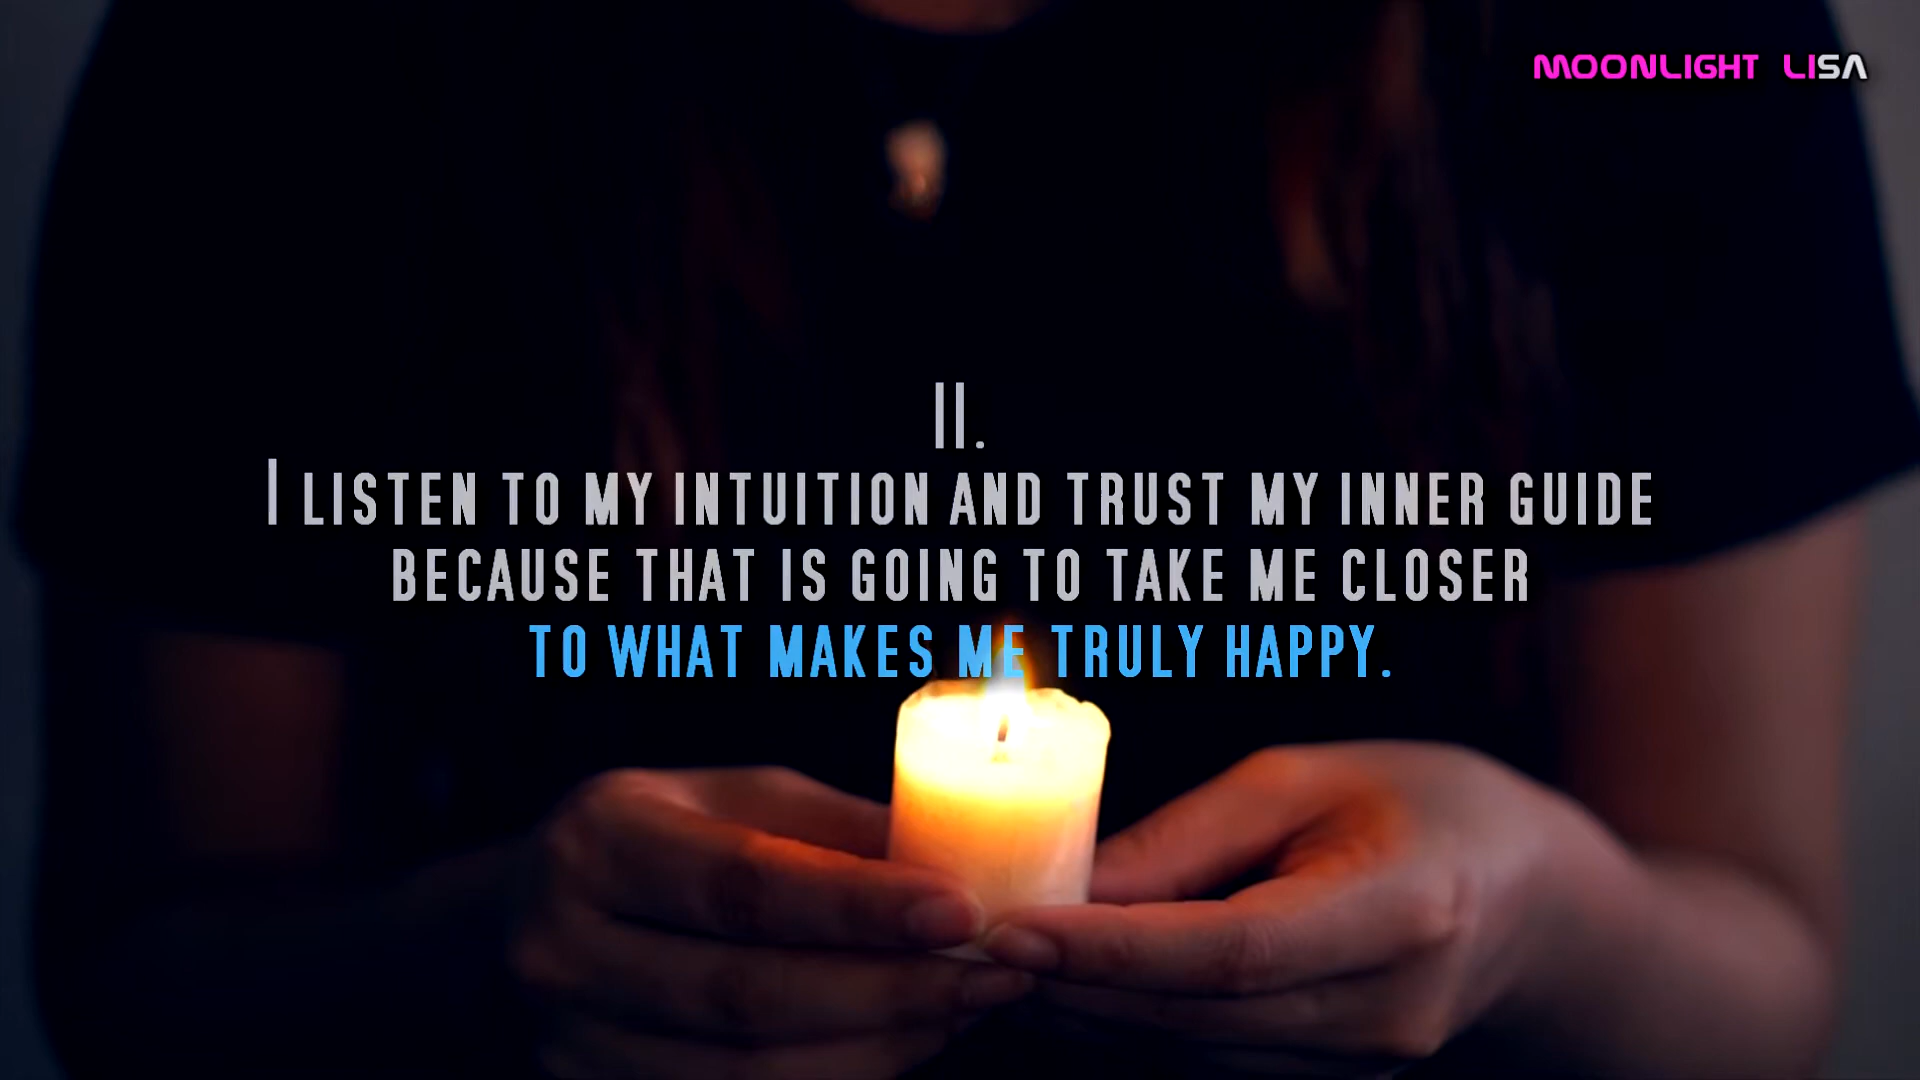 MOONLIGHT LISA
II.
I LISTEN TO MY INTUITION AND TRUST MY INNER GUIDE
BECAUSE THAT IS GOING TO TAKE ME CLOSER
TO WHAT MAKES ME TRULY HAPPY.